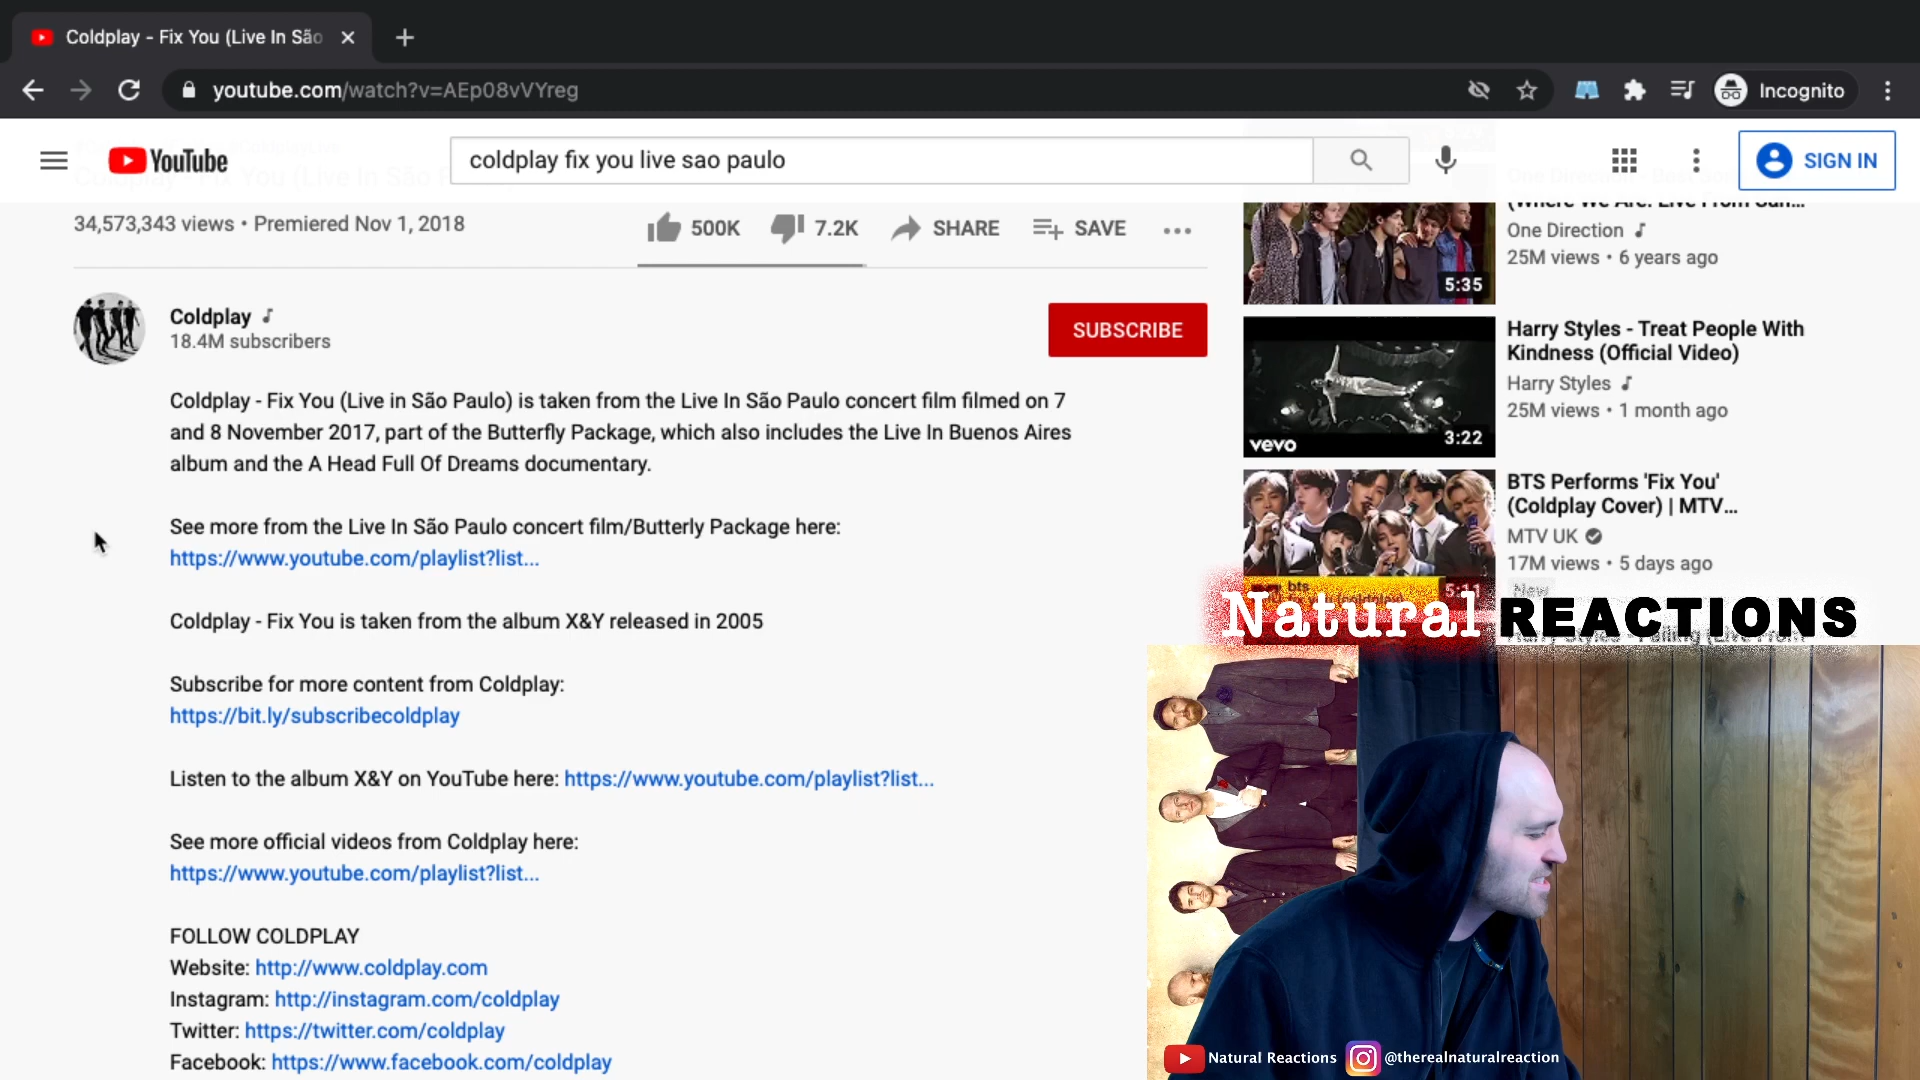 Coldplay - Fix You (Live In São
youtube.com/watch?v=AEp08vVYreg
Incognito
YouTube
coldplay fix you live sao paulo
SIGN IN
34,573,343 views • Premiered Nov 1, 2018
500K
7.2K
SHARE
SAVE
Coldplay
18.4M subscribers
SUBSCRIBE
Coldplay - Fix You (Live in São Paulo) is taken from the Live In São Paulo concert film filmed on 7
and 8 November 2017, part of the Butterfly Package, which also includes the Live In Buenos Aires
album and the A Head Full Of Dreams documentary.
See more from the Live In São Paulo concert film/Butterly Package here:
https://www.youtube.com/playlist?list...
Coldplay - Fix You is taken from the album X&Y released in 2005
Subscribe for more content from Coldplay:
https://bit.ly/subscribecoldplay
Listen to the album X&Y on YouTube here: https://www.youtube.com/playlist?list...
See more official videos from Coldplay here:
https://www.youtube.com/playlist?list...
FOLLOW COLDPLAY
Website: http://www.coldplay.com
Instagram: http://instagram.com/coldplay
Twitter: https://twitter.com/coldplay
Facebook: https://www.facebook.com/coldplay
(Where We Are: Live From San...
One Direction
25M views • 6 years ago
5:35
Harry Styles - Treat People With
Kindness (Official Video)
Harry Styles
25M views • 1 month ago
vevo
3:22
BTS Performs 'Fix You'
(Coldplay Cover) | MTV...
MTV UK
17M views • 5 days ago
bts
5:11
New
Natural REACTIONS
Natural Reactions
@therealnaturalreaction